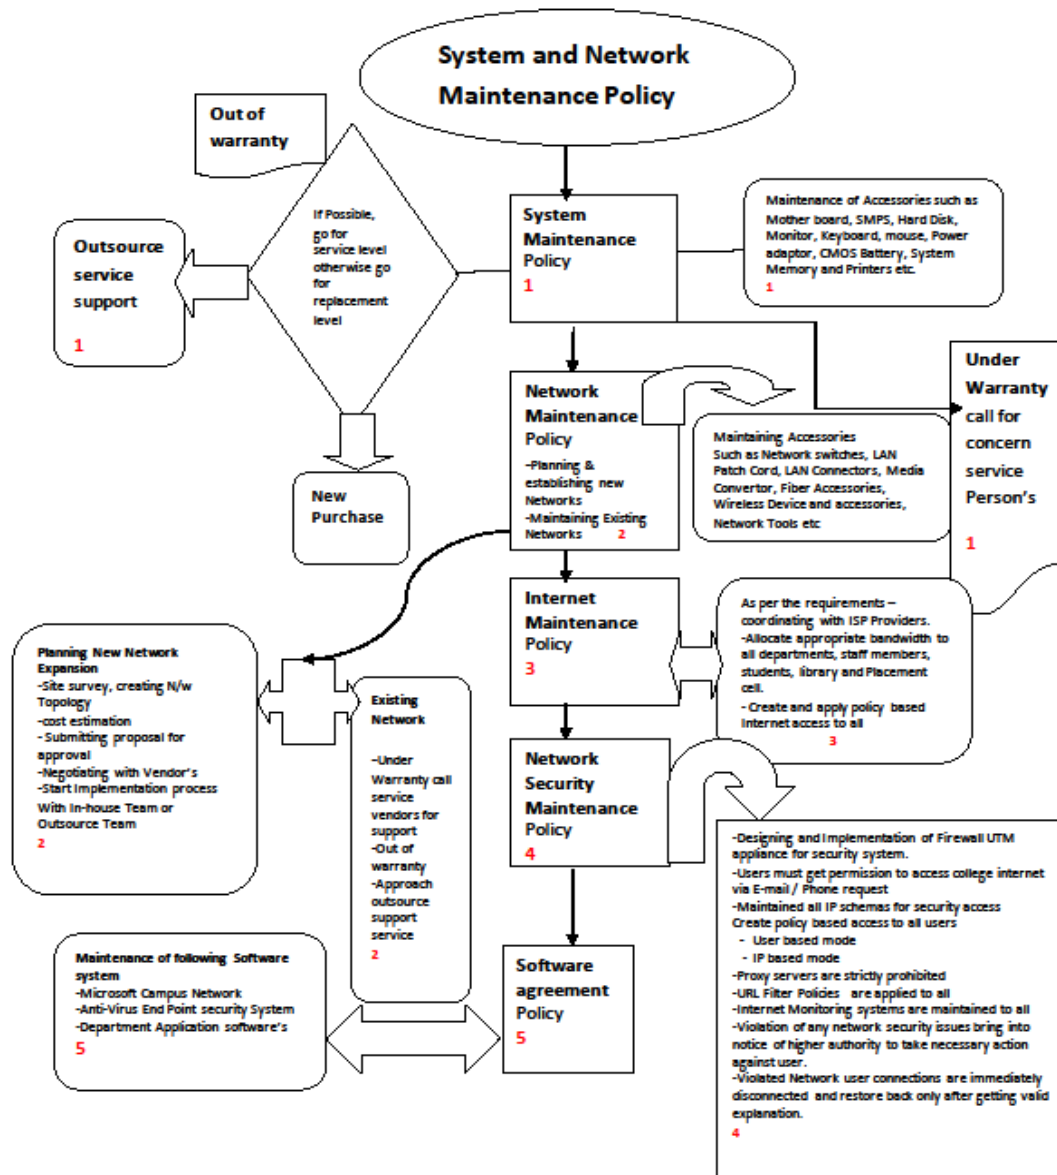 System and Network
Maintenance Policy
Out of
warranty
If Possible,
go for
service level
otherwise go
for
replacement
level
Outsource
service
support
1
New
Purchase
System
Maintenance
Policy
1
Maintenance of Accessories such as
Mother board, SMPS, Hard Disk,
Monitor, Keyboard, mouse, Power
adaptor, CMOS Battery, System
Memory and Printers etc.
1
Under
Warranty
call for
concern
service
Person's
1
Network
Maintenance
Policy
-Planning &
establishing new
Networks
-Maintaining Existing
Networks 2
Maintaining Accessories
Such as Network switches, LAN
Patch Cord, LAN Connectors, Media
Convertor, Fiber Accessories,
Wireless Device and accessories,
Network Tools etc
Internet
Maintenance
Policy
3
As per the requirements –
coordinating with ISP Providers.
-Allocate appropriate bandwidth to
all departments, staff members,
students, library and Placement
cell.
- Create and apply policy based
Internet access to all
3
Planning New Network
Expansion
-Site survey, creating N/w
Topology
-cost estimation
- Submitting proposal for
approval
-Negotiating with Vendor's
-Start Implementation process
With In-house Team or
Outsource Team
2
Existing
Network
-Under
Warranty call
service
vendors for
support
-Out of
warranty
-Approach
outsource
support
service
2
Network
Security
Maintenance
Policy
4
-Designing and Implementation of Firewall UTM
appliance for security system.
-Users must get permission to access college internet
via E-mail / Phone request
-Maintained all IP schemas for security access
Create policy based access to all users
- User based mode
- IP based mode
-Proxy servers are strictly prohibited
-URL Filter Policies are applied to all
-Internet Monitoring systems are maintained to all
-Violation of any network security issues bring into
notice of higher authority to take necessary action
against user.
-Violated Network user connections are immediately
disconnected and restore back only after getting valid
explanation.
4
Software
agreement
Policy
5
Maintenance of following Software
system
-Microsoft Campus Network
-Anti-Virus End Point security System
-Department Application software's
5